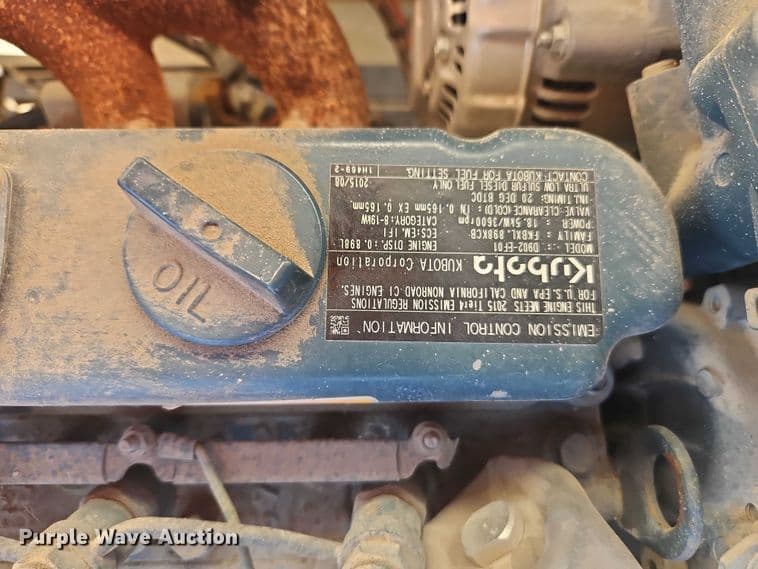 EMISSION CONTROL INFORMATION
THIS ENGINE MEETS 2015 Tier4 EMISSION REGULATIONS
FOR U.S. EPA AND CALIFORNIA NONROAD CI ENGINES.
Kubota KUBOTA Corporation
MODEL : D902-EF01 ENGINE DISP.: 0.898L
FAMILY : FKBXL.898KCB ECS:EM, IFI
POWER : 18.5kW/3600rpm CATEGORY:8-19kW
VALVE CLEARANCE (COLD) : IN 0.165mm EX 0.165mm
INJ.TIMING: 20 DEG BTDC
ULTRA LOW SULFUR DIESEL FUEL ONLY 2015/08
CONTACT KUBOTA FOR FUEL SETTING. 1H469-2
OIL
Purple Wave Auction